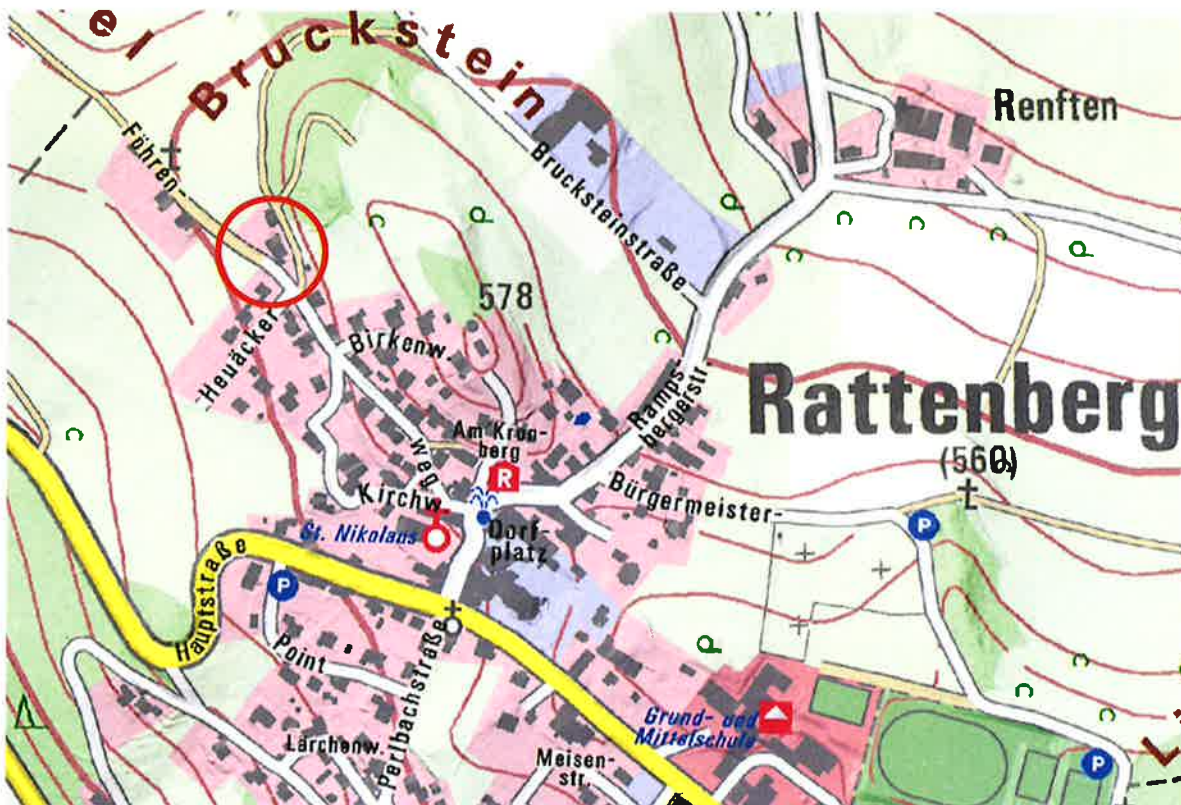 el
Bruckstein
Renften
Föhren
Brucksteinstraße
578
Heuäcker
Birkenw.
Ramps-
bergerstr.
Rattenberg
Am Kron-
berg
Weg
R
(560)
Kirchw.
Bürgermeister-
St. Nikolaus
Dorf-
platz
P
Hauptstraße
P
Point
Perlbachstraße
Grund- und
Mittelschule
Lärchenw.
Meisen-
str.
P